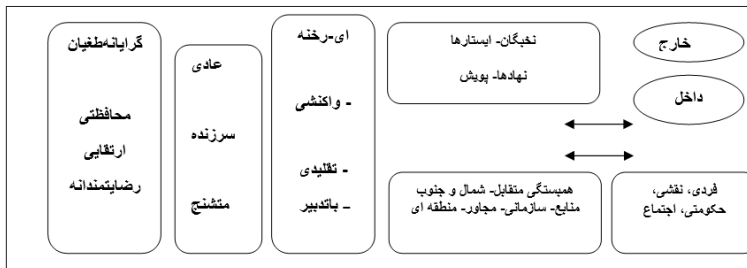 خارج
داخل
فردی، نقشی،
حکومتی، اجتماع
نخبگان- ایستارها
نهادها- پویش
همبستگی متقابل- شمال و جنوب
منابع- سازمانی- مجاور- منطقه ای
ای-رخنه
- واکنشی
- تقلیدی
- باتدبیر
عادی
سرزنده
متشنج
گرایانه‌طغیان
محافظتی
ارتقایی
رضایتمندانه